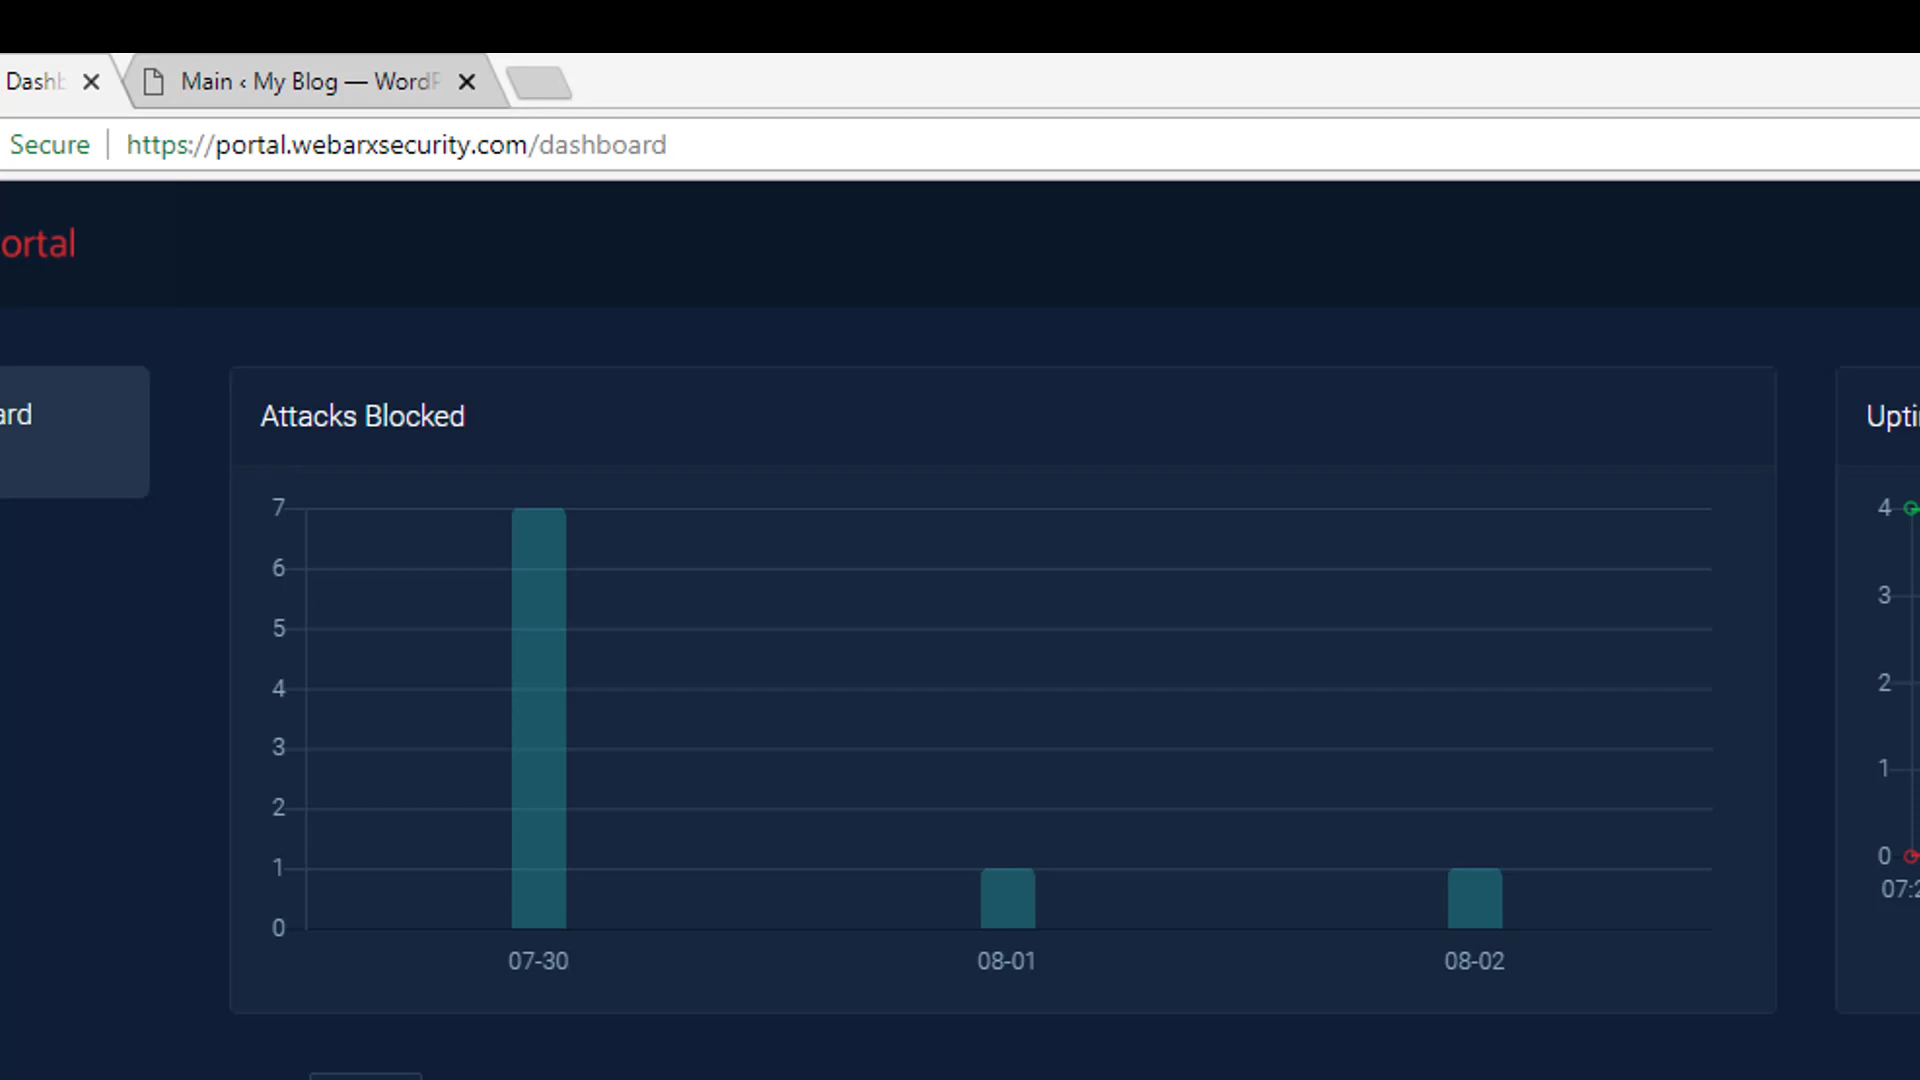 Dashb
Main ‹ My Blog — WordP
Secure
https://portal.webarxsecurity.com/dashboard
ortal
ard
Attacks Blocked
7
6
5
4
3
2
1
0
07-30
08-01
08-02
Upti
4
3
2
1
0
07:2